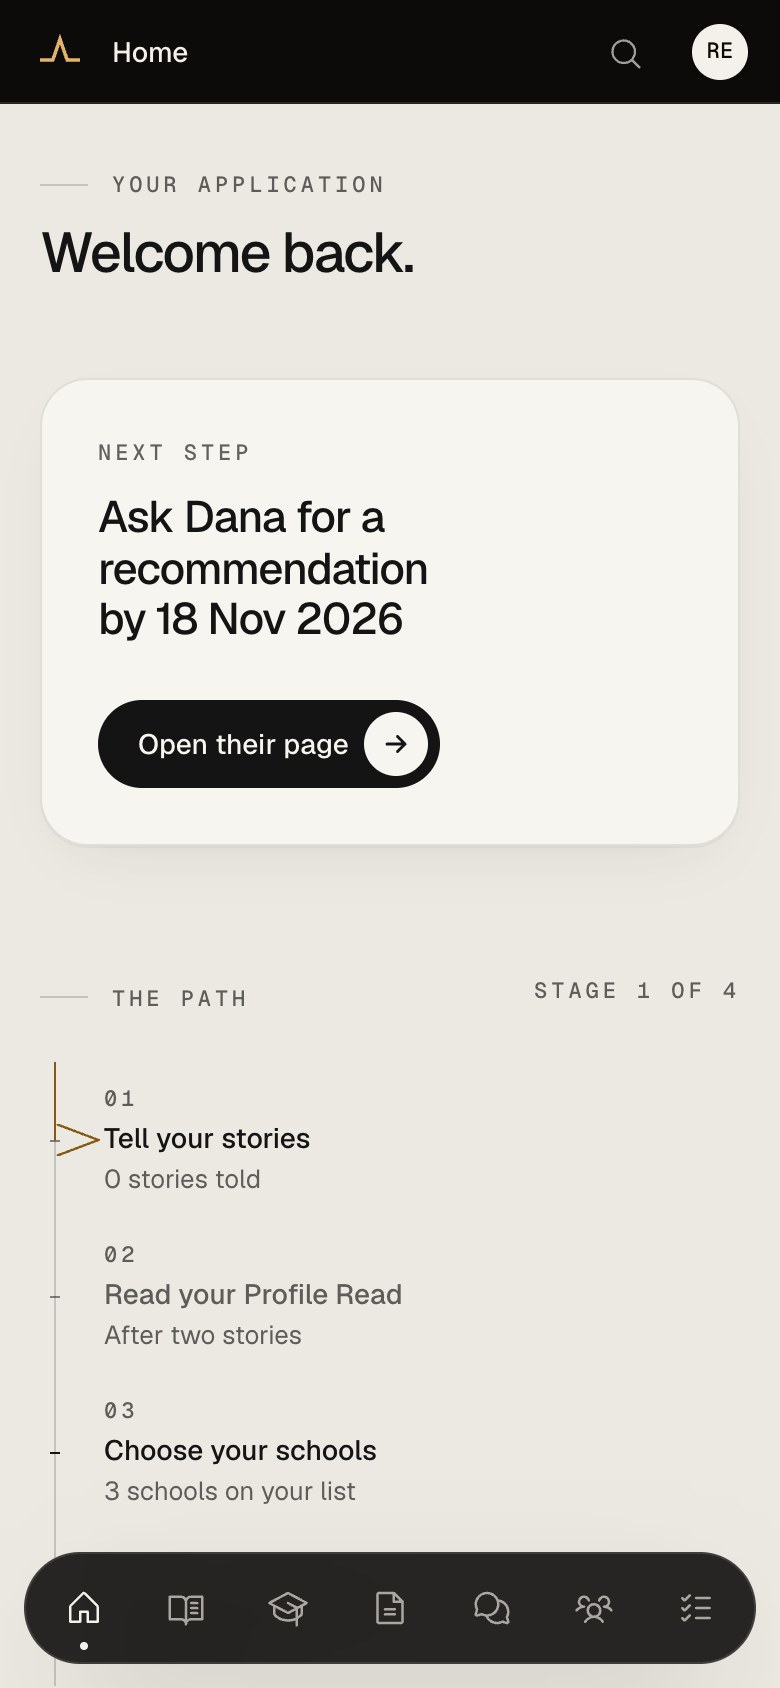 Home
RE
YOUR APPLICATION
Welcome back.
NEXT STEP
Ask Dana for a
recommendation
by 18 Nov 2026
Open their page
THE PATH
STAGE 1 OF 4
01
Tell your stories
0 stories told
02
Read your Profile Read
After two stories
03
Choose your schools
3 schools on your list